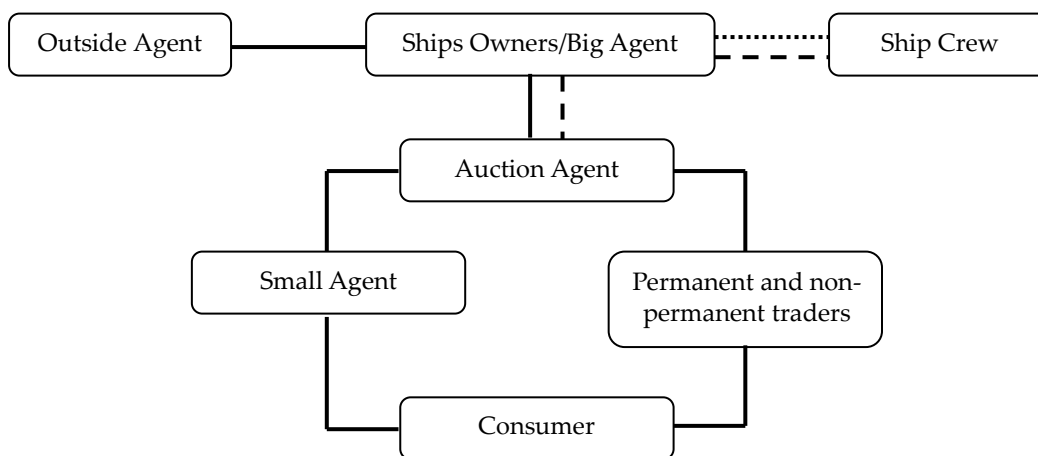 Outside Agent
Ships Owners/Big Agent
Ship Crew
Auction Agent
Small Agent
Permanent and non-
permanent traders
Consumer